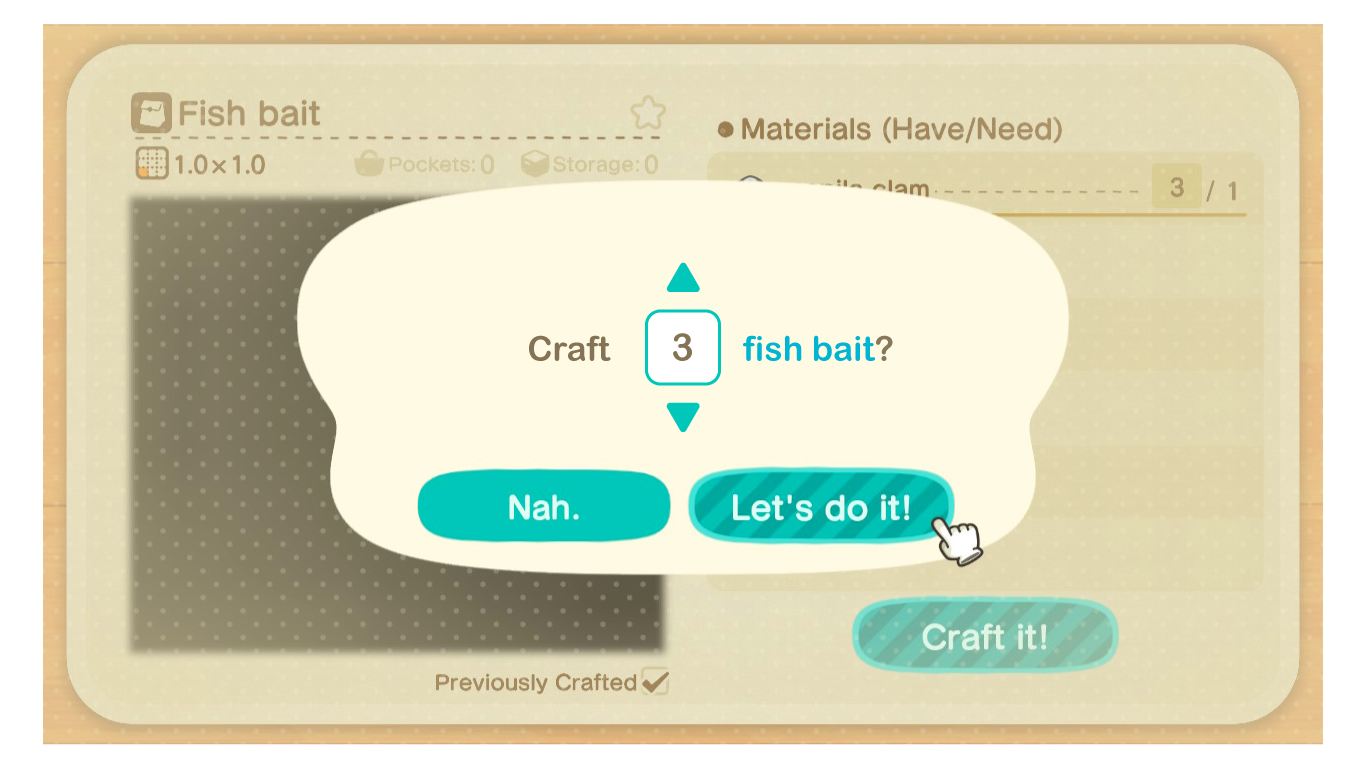 Fish bait
Materials (Have/Need)
1.0×1.0 Pockets: 0 Storage: 0
clam 3 / 1
Craft 3 fish bait?
Nah. Let's do it!
Craft it!
Previously Crafted